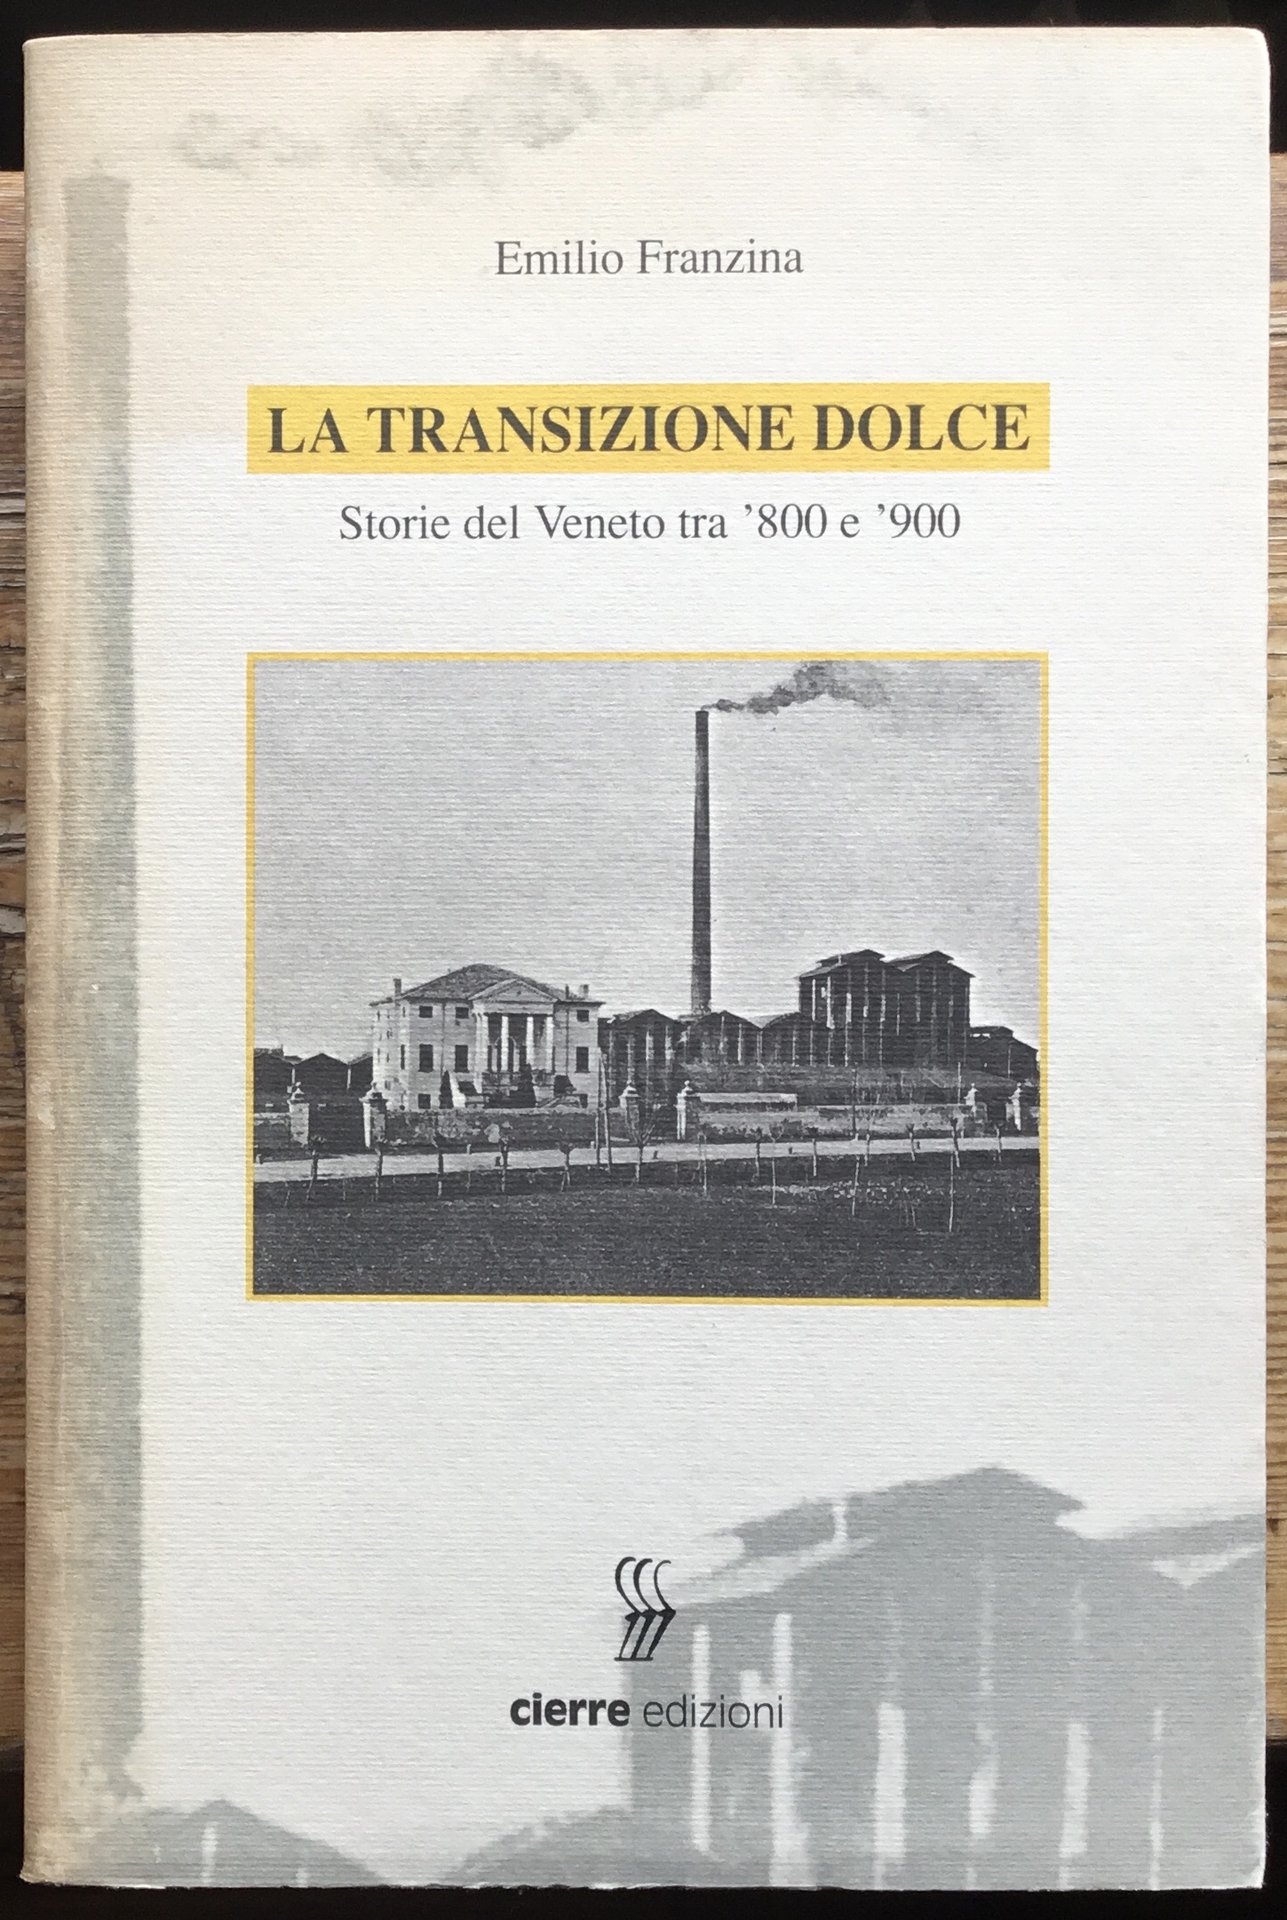 Emilio Franzina
LA TRANSIZIONE DOLCE
Storie del Veneto tra ’800 e ’900
cierre edizioni